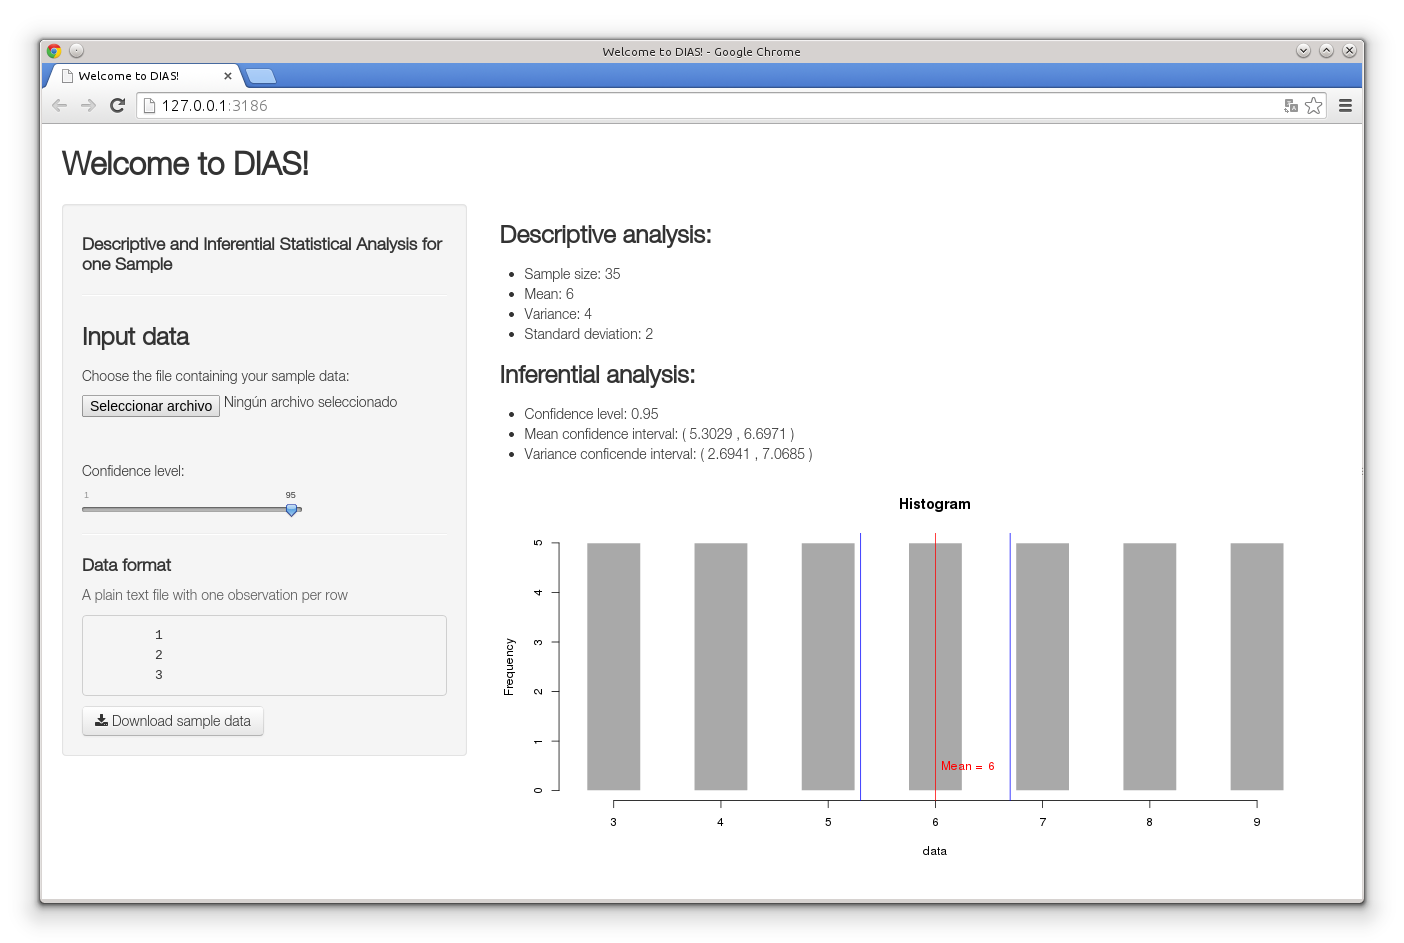 Welcome to DIAS! - Google Chrome
Welcome to DIAS!
127.0.0.1:3186
Welcome to DIAS!
Descriptive and Inferential Statistical Analysis for
one Sample
Input data
Choose the file containing your sample data:
Seleccionar archivo Ningún archivo seleccionado
Confidence level:
1 95
Data format
A plain text file with one observation per row
1
2
3
Download sample data
Descriptive analysis:
• Sample size: 35
• Mean: 6
• Variance: 4
• Standard deviation: 2
Inferential analysis:
• Confidence level: 0.95
• Mean confidence interval: ( 5.3029 , 6.6971 )
• Variance conficende interval: ( 2.6941 , 7.0685 )
Histogram
5
4
3
2
1
0
Frequency
Mean = 6
3 4 5 6 7 8 9
data